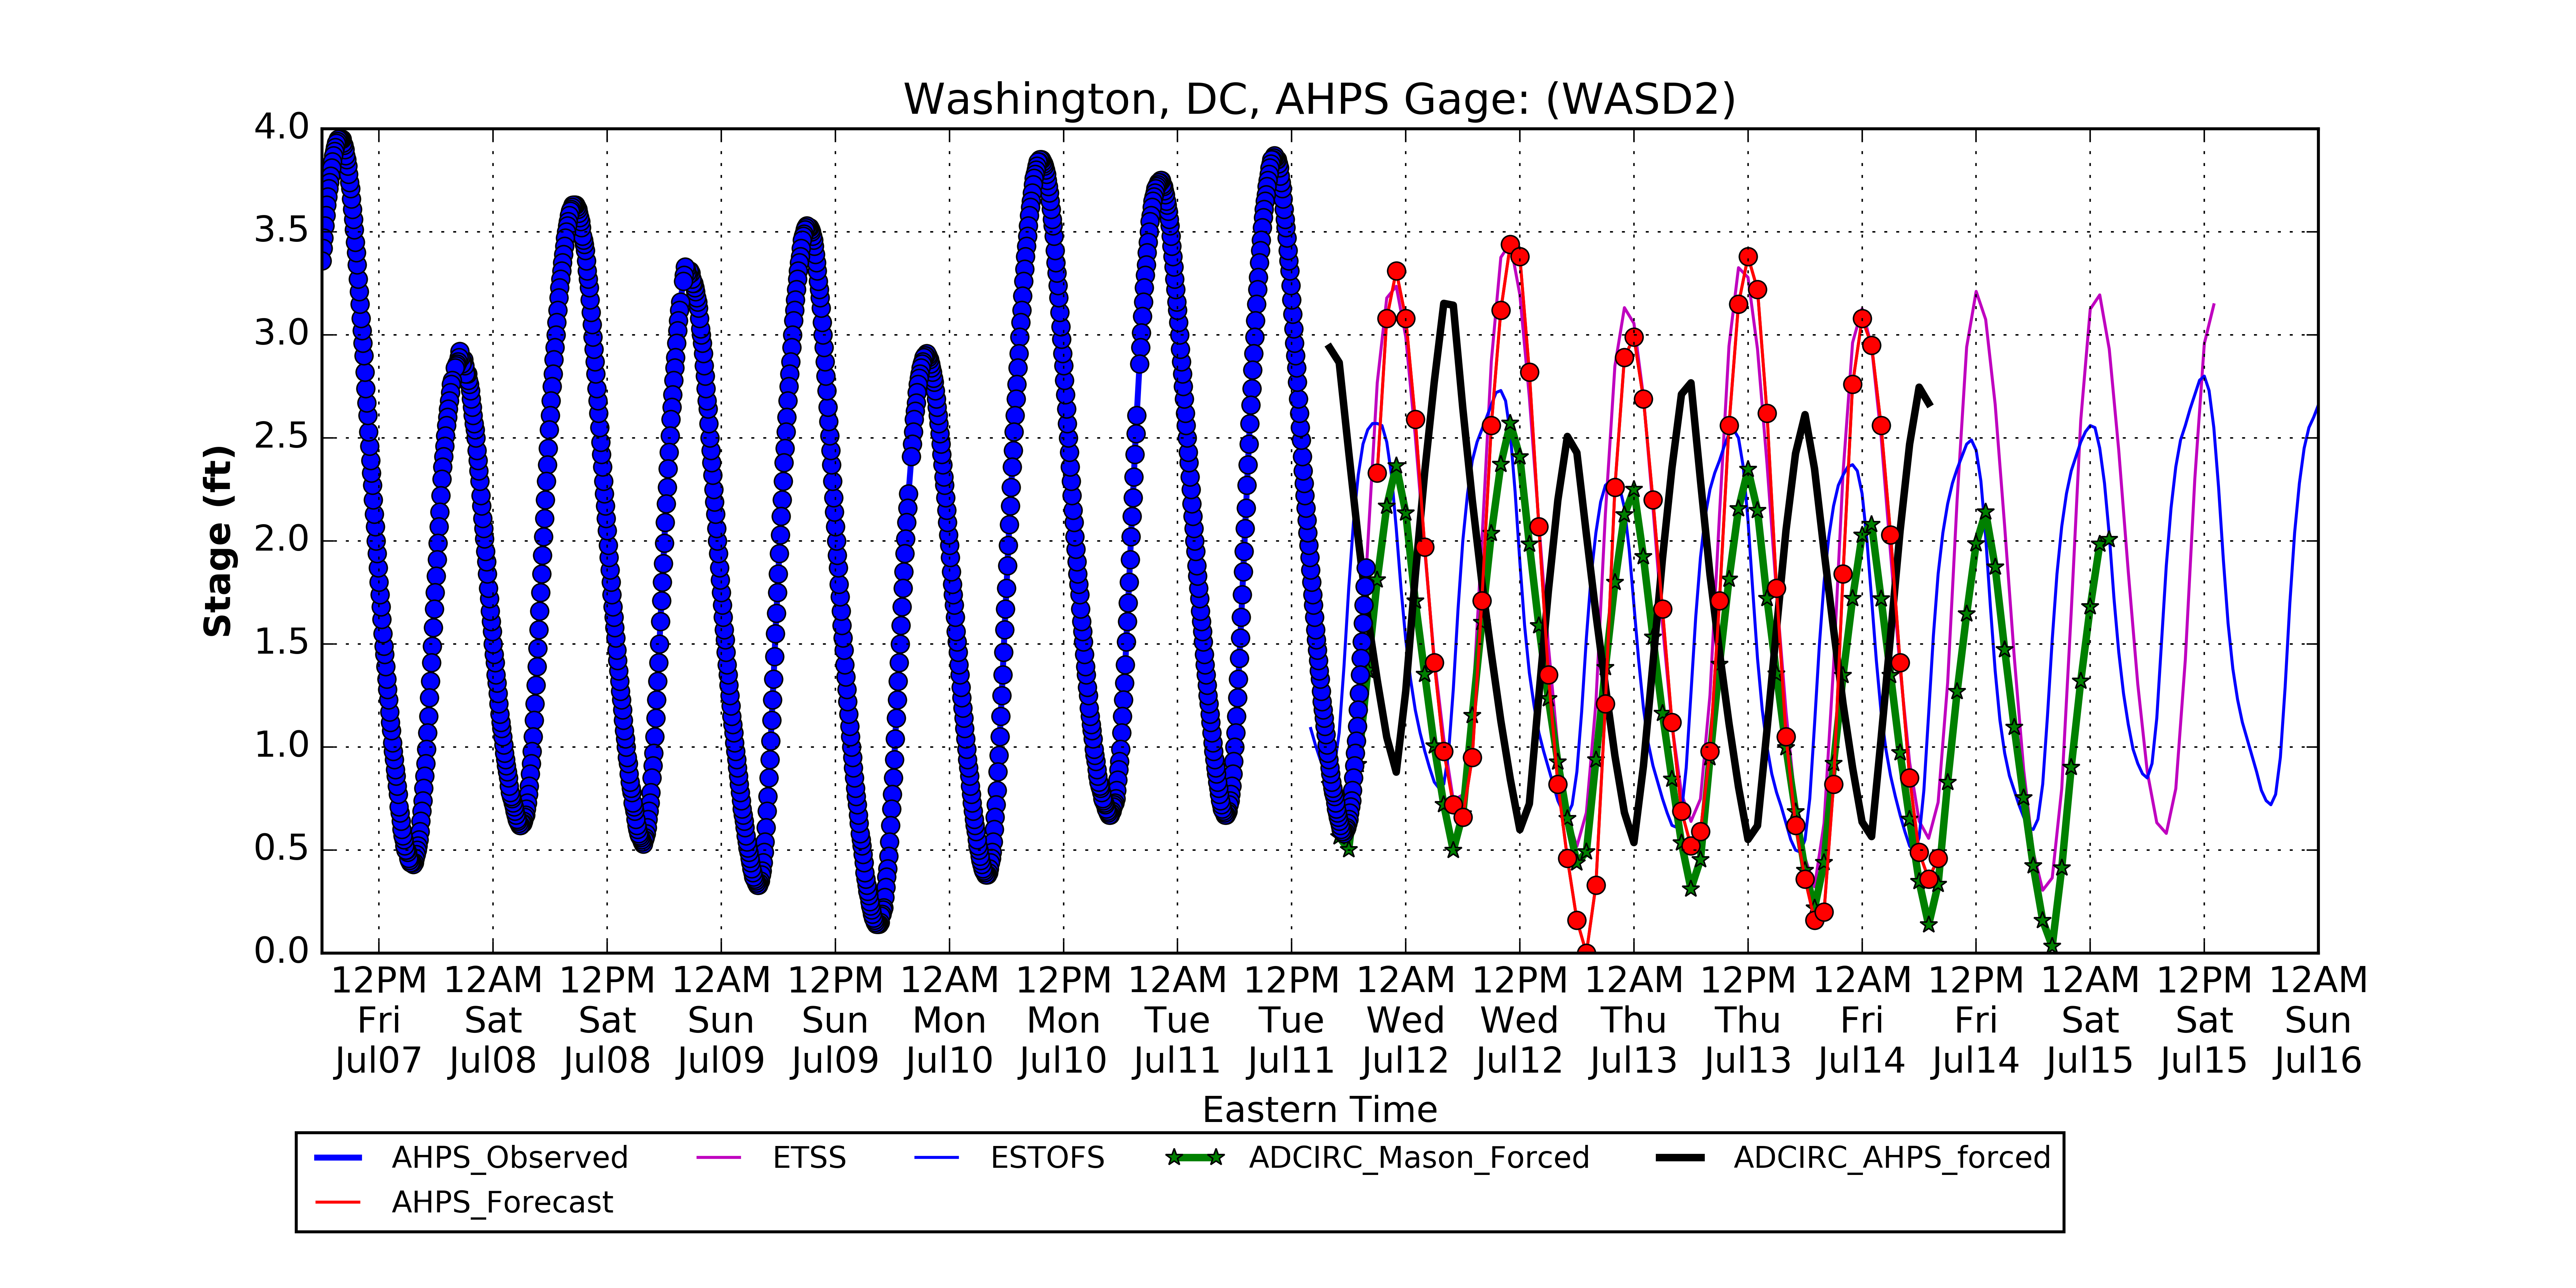 Washington, DC, AHPS Gage: (WASD2)
4.0
3.5
3.0
2.5
2.0
1.5
1.0
0.5
0.0
Stage (ft)
12PM 12AM 12PM 12AM 12PM 12AM 12PM 12AM 12PM 12AM 12PM 12AM 12PM 12AM 12PM 12AM 12PM 12AM
Fri Sat Sat Sun Sun Mon Mon Tue Tue Wed Wed Thu Thu Fri Fri Sat Sat Sun
Jul07 Jul08 Jul08 Jul09 Jul09 Jul10 Jul10 Jul11 Jul11 Jul12 Jul12 Jul13 Jul13 Jul14 Jul14 Jul15 Jul15 Jul16
Eastern Time
AHPS_Observed ETSS ESTOFS ADCIRC_Mason_Forced ADCIRC_AHPS_forced
AHPS_Forecast